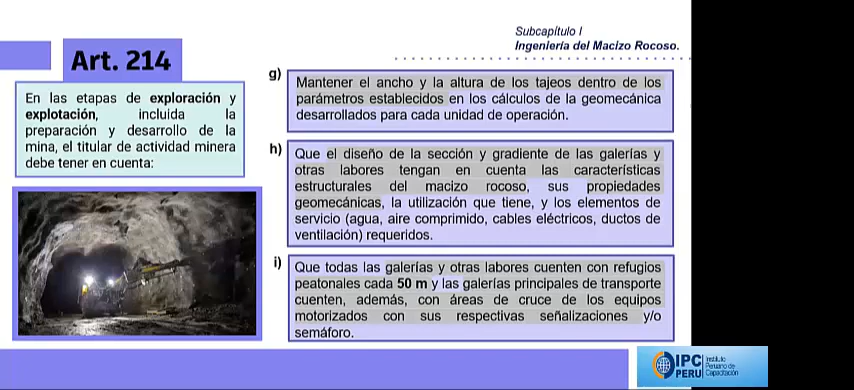 Subcapítulo I
Ingeniería del Macizo Rocoso.
Art. 214
En las etapas de exploración y
explotación, incluida la
preparación y desarrollo de la
mina, el titular de actividad minera
debe tener en cuenta:
g)
Mantener el ancho y la altura de los tajeos dentro de los
parámetros establecidos en los cálculos de la geomecánica
desarrollados para cada unidad de operación.
h)
Que el diseño de la sección y gradiente de las galerías y
otras labores tengan en cuenta las características
estructurales del macizo rocoso, sus propiedades
geomecánicas, la utilización que tiene, y los elementos de
servicio (agua, aire comprimido, cables eléctricos, ductos de
ventilación) requeridos.
i)
Que todas las galerías y otras labores cuenten con refugios
peatonales cada 50 m y las galerías principales de transporte
cuenten, además, con áreas de cruce de los equipos
motorizados con sus respectivas señalizaciones y/o
semáforo.
IPC
PERU
Instituto
Peruano de
Capacitación